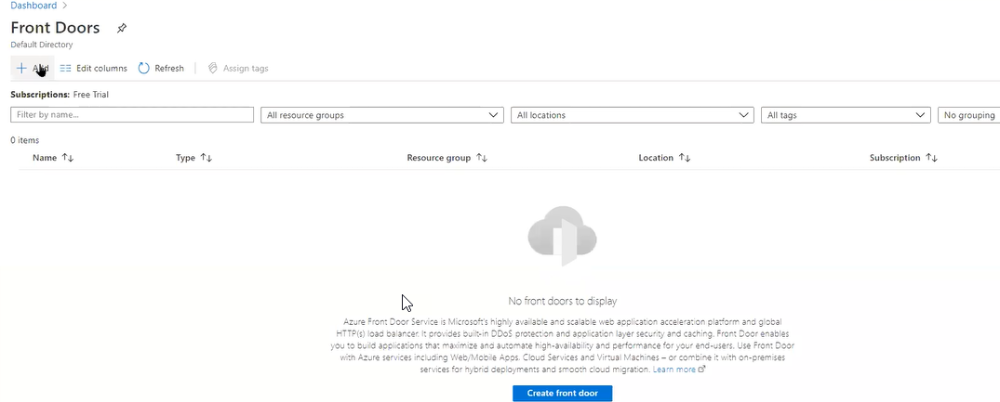 Dashboard >
Front Doors
Default Directory
+ Add Edit columns Refresh Assign tags
Subscriptions: Free Trial
Filter by name... All resource groups All locations All tags No grouping
0 items
Name ↑↓ Type ↑↓ Resource group ↑↓ Location ↑↓ Subscription ↑↓
No front doors to display
Azure Front Door Service is Microsoft's highly available and scalable web application acceleration platform and global
HTTP(s) load balancer. It provides built-in DDoS protection and application layer security and caching. Front Door enables
you to build applications that maximize and automate high-availability and performance for your end-users. Use Front Door
with Azure services including Web/Mobile Apps, Cloud Services and Virtual Machines – or combine it with on-premises
services for hybrid deployments and smooth cloud migration. Learn more
Create front door